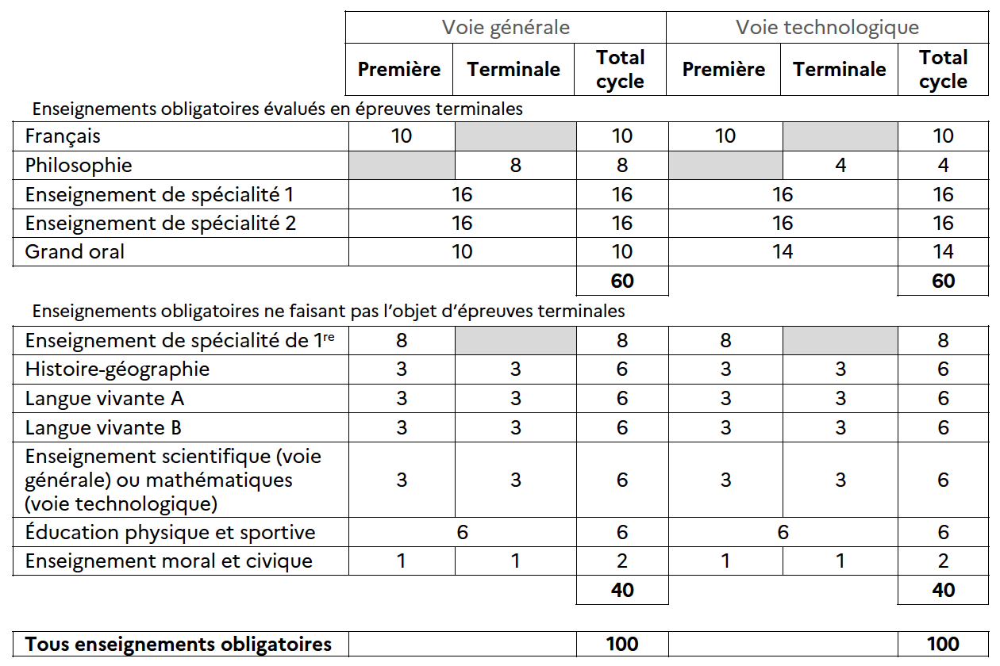 Voie générale Voie technologique
Première Terminale Total cycle Première Terminale Total cycle
Enseignements obligatoires évalués en épreuves terminales
Français 10 10 10 10
Philosophie 8 8 4 4
Enseignement de spécialité 1 16 16 16 16
Enseignement de spécialité 2 16 16 16 16
Grand oral 10 10 14 14
60 60
Enseignements obligatoires ne faisant pas l’objet d’épreuves terminales
Enseignement de spécialité de 1re 8 8 8 8
Histoire-géographie 3 3 6 3 3 6
Langue vivante A 3 3 6 3 3 6
Langue vivante B 3 3 6 3 3 6
Enseignement scientifique (voie
générale) ou mathématiques 3 3 6 3 3 6
(voie technologique)
Éducation physique et sportive 6 6 6 6
Enseignement moral et civique 1 1 2 1 1 2
40 40
Tous enseignements obligatoires 100 100